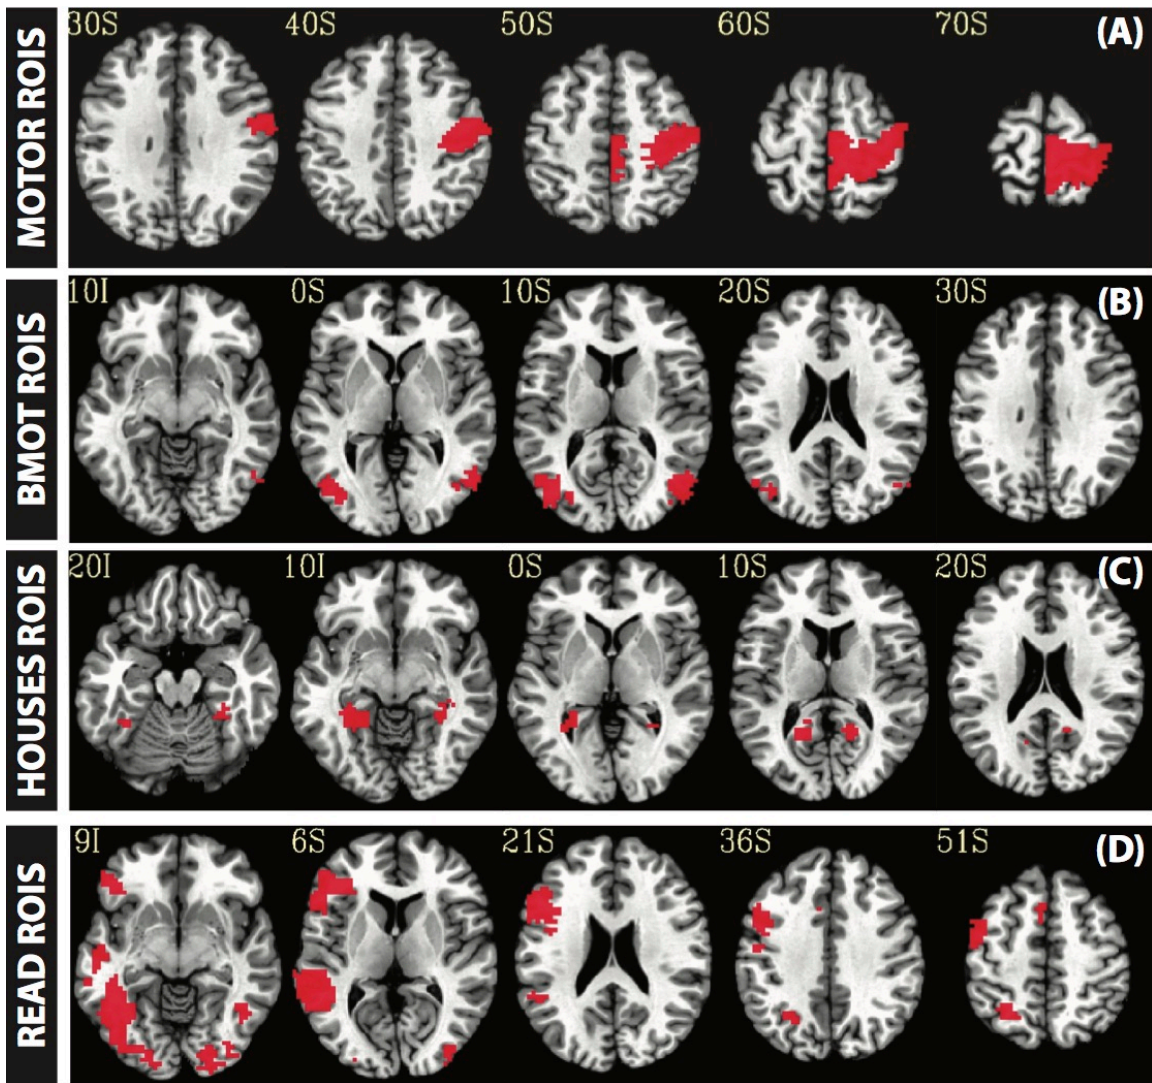 MOTOR ROIS
30S 40S 50S 60S 70S (A)
BMOT ROIS
10I 0S 10S 20S 30S (B)
HOUSES ROIS
20I 10I 0S 10S 20S (C)
READ ROIS
9I 6S 21S 36S 51S (D)